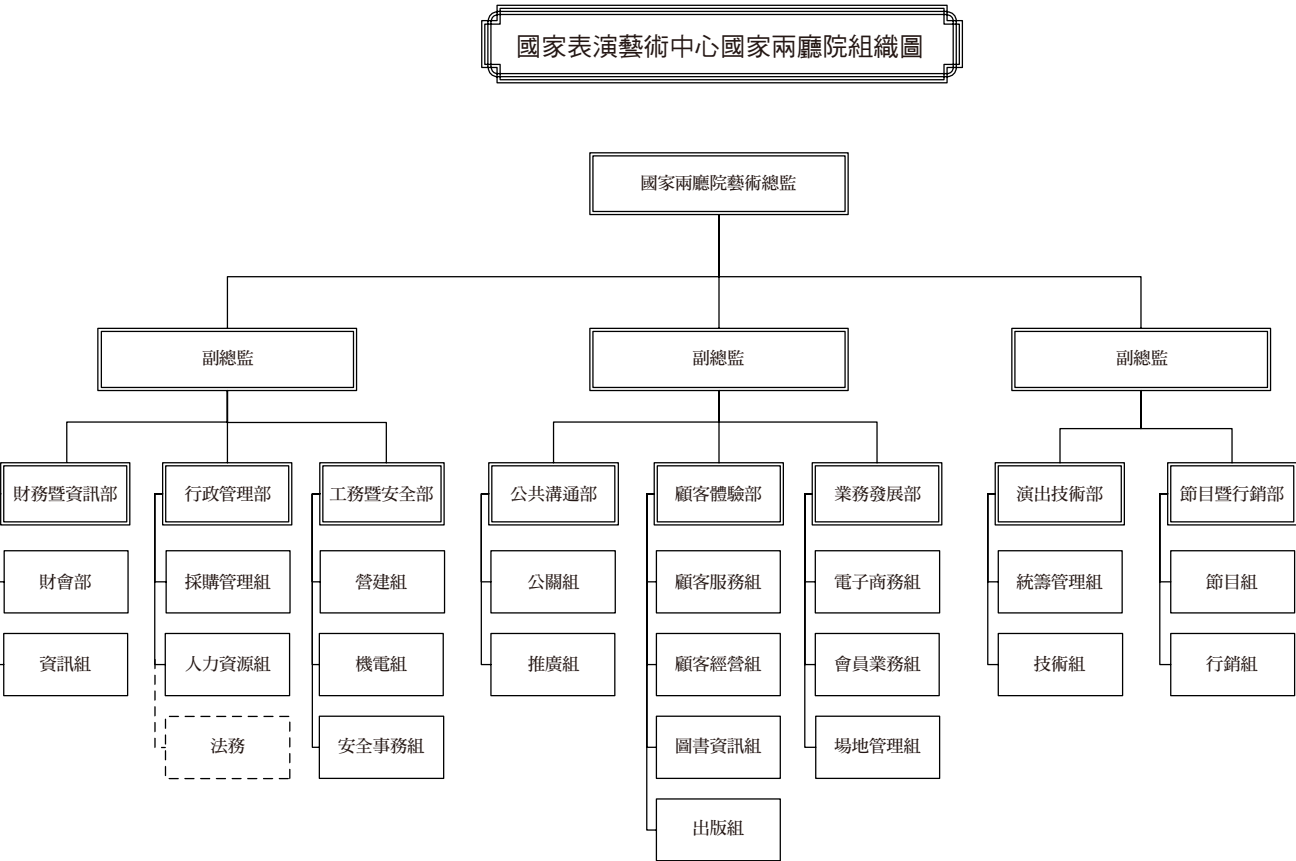 國家表演藝術中心國家兩廳院組織圖
國家兩廳院藝術總監
副總監
副總監
副總監
財務暨資訊部
行政管理部
工務暨安全部
公共溝通部
顧客體驗部
業務發展部
演出技術部
節目暨行銷部
財會部
採購管理組
營建組
公關組
顧客服務組
電子商務組
統籌管理組
節目組
資訊組
人力資源組
機電組
推廣組
顧客經營組
會員業務組
技術組
行銷組
法務
安全事務組
圖書資訊組
場地管理組
出版組